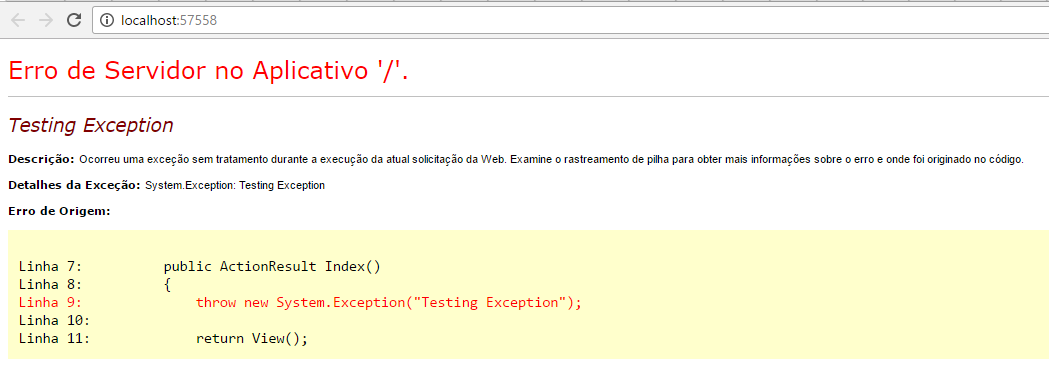 localhost:57558
Erro de Servidor no Aplicativo '/'.
Testing Exception
Descrição: Ocorreu uma exceção sem tratamento durante a execução da atual solicitação da Web. Examine o rastreamento de pilha para obter mais informações sobre o erro e onde foi originado no código.
Detalhes da Exceção: System.Exception: Testing Exception
Erro de Origem:
Linha 7:          public ActionResult Index()
Linha 8:          {
Linha 9:              throw new System.Exception("Testing Exception");
Linha 10:
Linha 11:             return View();